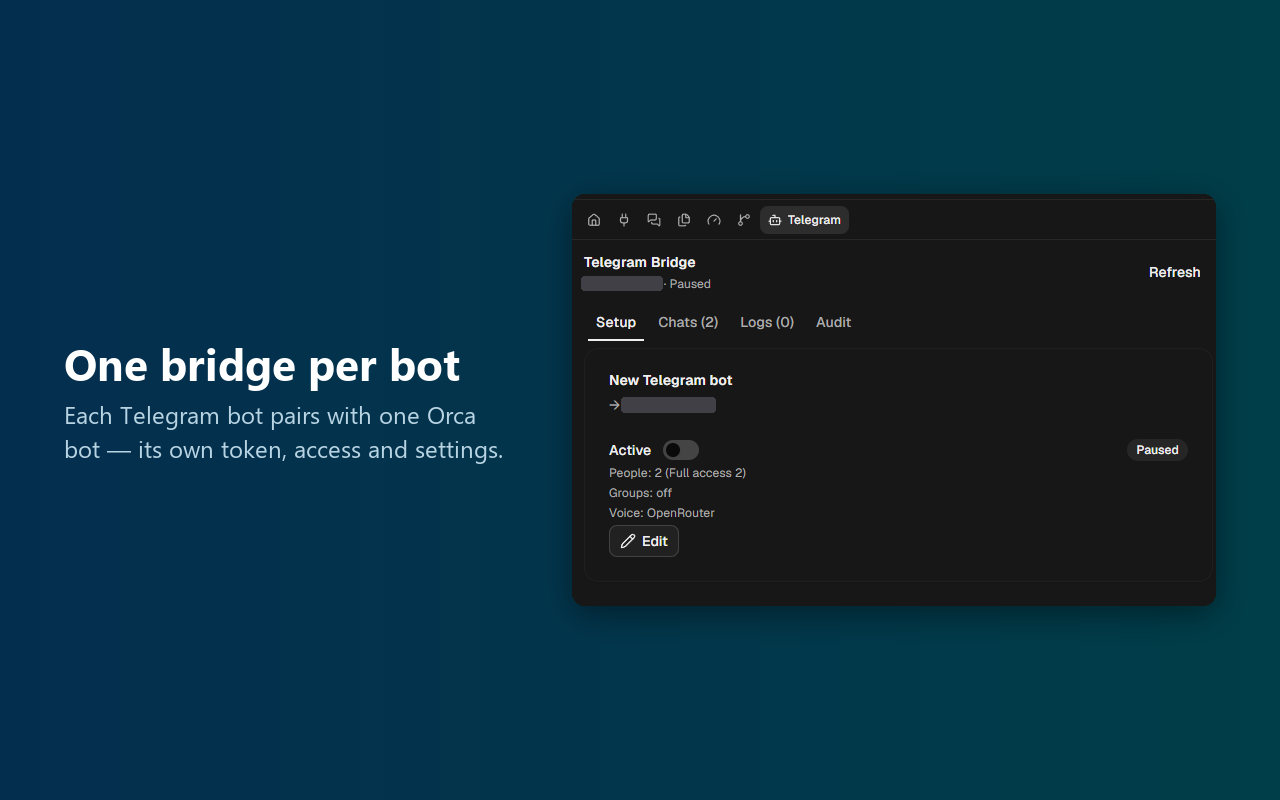 One bridge per bot
Each Telegram bot pairs with one Orca
bot — its own token, access and settings.
Telegram
Telegram Bridge
· Paused
Refresh
Setup
Chats (2)
Logs (0)
Audit
New Telegram bot
→
Active
Paused
People: 2 (Full access 2)
Groups: off
Voice: OpenRouter
Edit